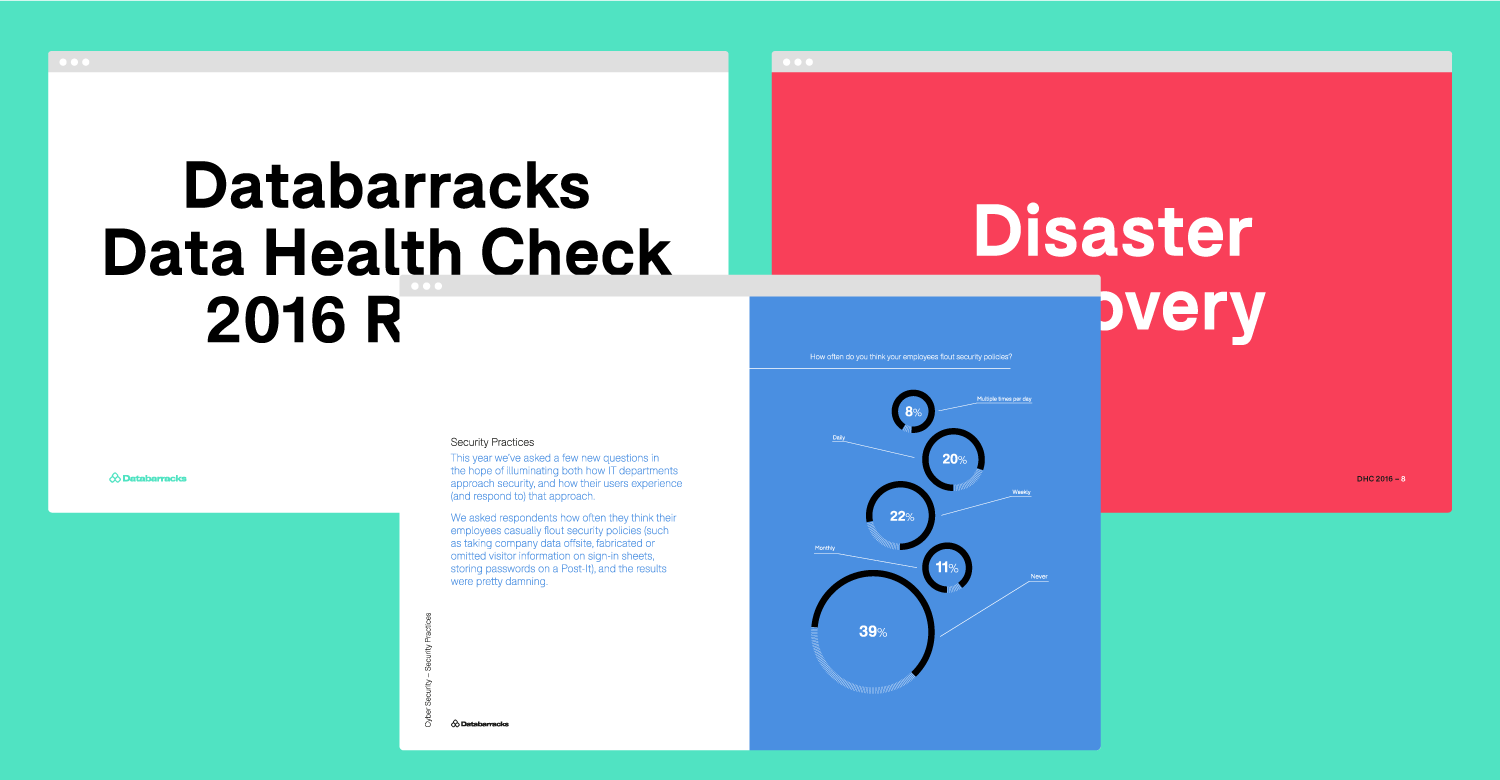 Databarracks
Data Health Check
2016 R
Databarracks
Disaster
overy
DHC 2016 – 8
Security Practices
This year we've asked a few new questions in
the hope of illuminating both how IT departments
approach security, and how their users experience
(and respond to) that approach.
We asked respondents how often they think their
employees casually flout security policies (such
as taking company data offsite, fabricated or
omitted visitor information on sign-in sheets,
storing passwords on a Post-It), and the results
were pretty damning.
Cyber Security – Security Practices
Databarracks
How often do you think your employees flout security policies?
8%
Multiple times per day
Daily
20%
Weekly
22%
Monthly
11%
Never
39%